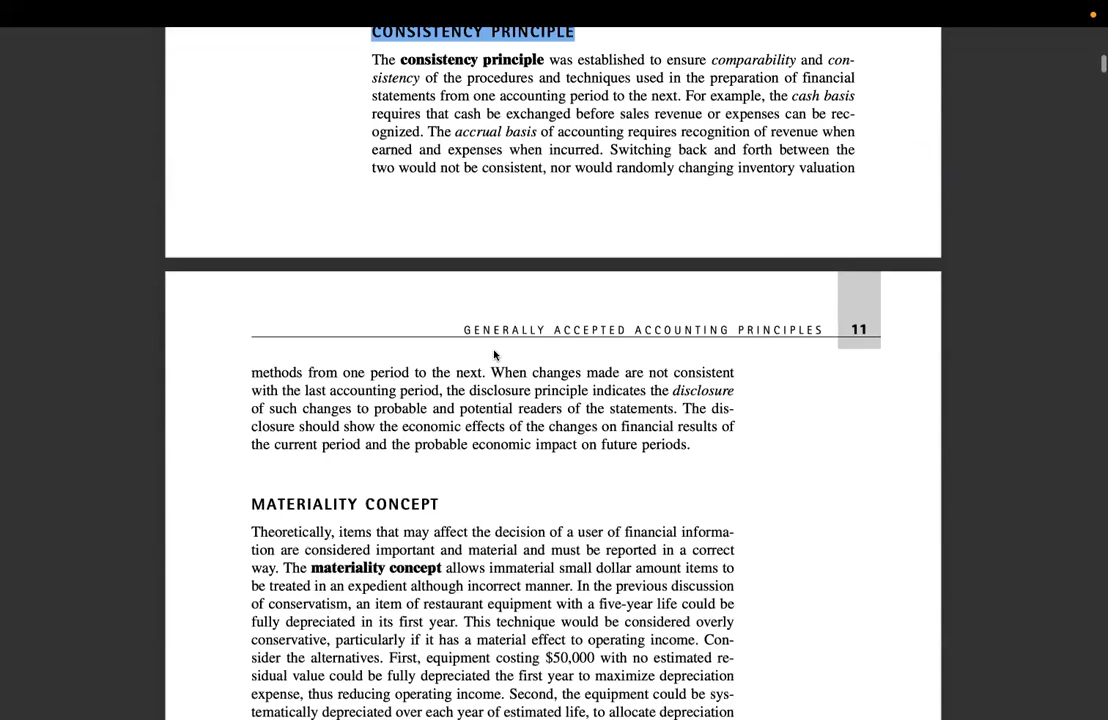 CONSISTENCY PRINCIPLE
The consistency principle was established to ensure comparability and con-
sistency of the procedures and techniques used in the preparation of financial
statements from one accounting period to the next. For example, the cash basis
requires that cash be exchanged before sales revenue or expenses can be rec-
ognized. The accrual basis of accounting requires recognition of revenue when
earned and expenses when incurred. Switching back and forth between the
two would not be consistent, nor would randomly changing inventory valuation
GENERALLY ACCEPTED ACCOUNTING PRINCIPLES 11
methods from one period to the next. When changes made are not consistent
with the last accounting period, the disclosure principle indicates the disclosure
of such changes to probable and potential readers of the statements. The dis-
closure should show the economic effects of the changes on financial results of
the current period and the probable economic impact on future periods.
MATERIALITY CONCEPT
Theoretically, items that may affect the decision of a user of financial informa-
tion are considered important and material and must be reported in a correct
way. The materiality concept allows immaterial small dollar amount items to
be treated in an expedient although incorrect manner. In the previous discussion
of conservatism, an item of restaurant equipment with a five-year life could be
fully depreciated in its first year. This technique would be considered overly
conservative, particularly if it has a material effect to operating income. Con-
sider the alternatives. First, equipment costing $50,000 with no estimated re-
sidual value could be fully depreciated the first year to maximize depreciation
expense, thus reducing operating income. Second, the equipment could be sys-
tematically depreciated over each year of estimated life, to allocate depreciation